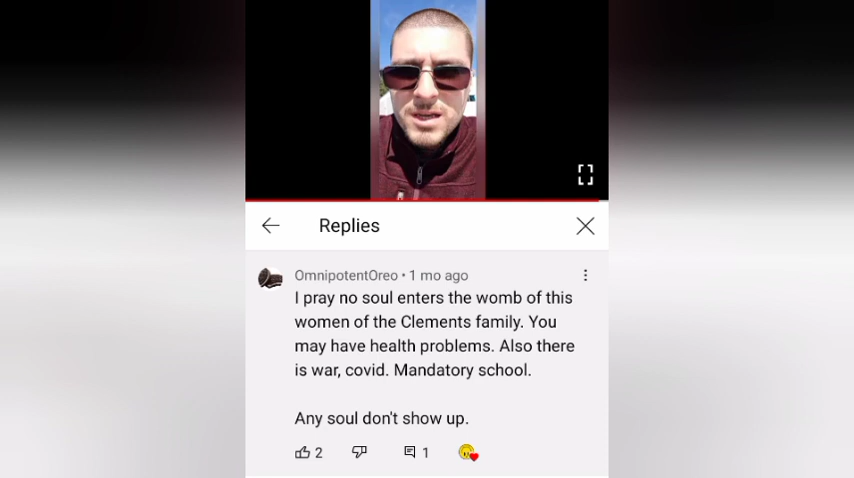 Replies
OmnipotentOreo • 1 mo ago
I pray no soul enters the womb of this
women of the Clements family. You
may have health problems. Also there
is war, covid. Mandatory school.
Any soul don't show up.
2
1